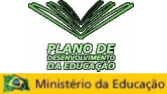 PLANO DE
DESENVOLVIMENTO
DA EDUCAÇÃO
Ministério da Educação